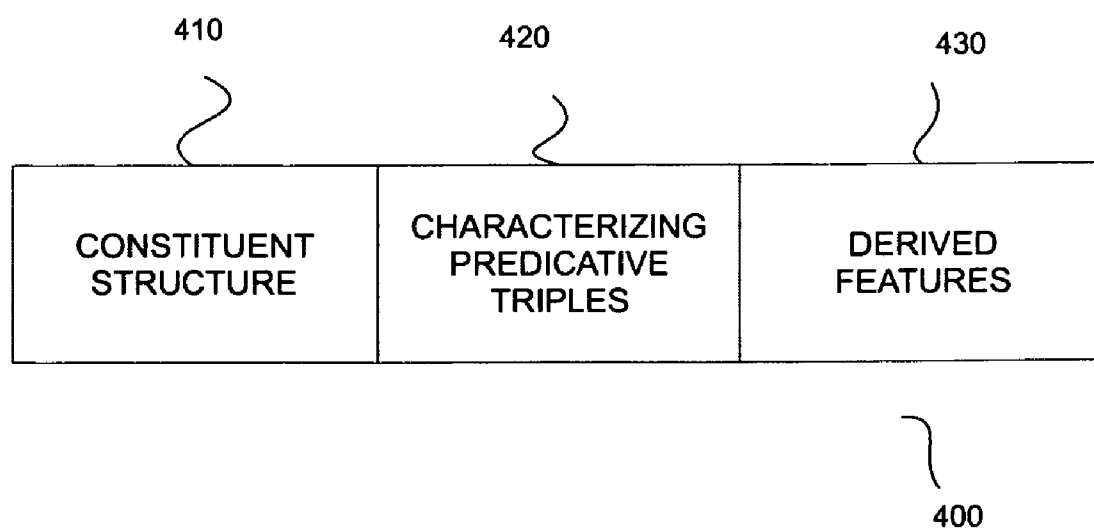 410
420
430
CONSTITUENT
STRUCTURE
CHARACTERIZING
PREDICATIVE
TRIPLES
DERIVED
FEATURES
400